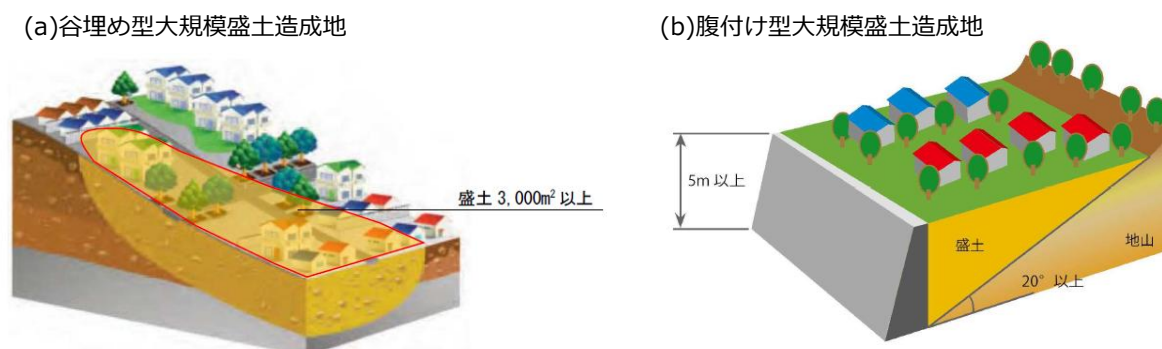 (a)谷埋め型大規模盛土造成地
(b)腹付け型大規模盛土造成地
盛土 3,000m² 以上
5m 以上
盛土
地山
20° 以上